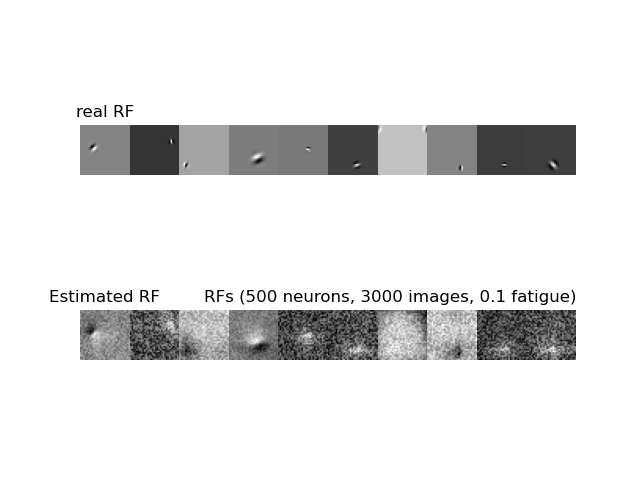 real RF
Estimated RF
RFs (500 neurons, 3000 images, 0.1 fatigue)